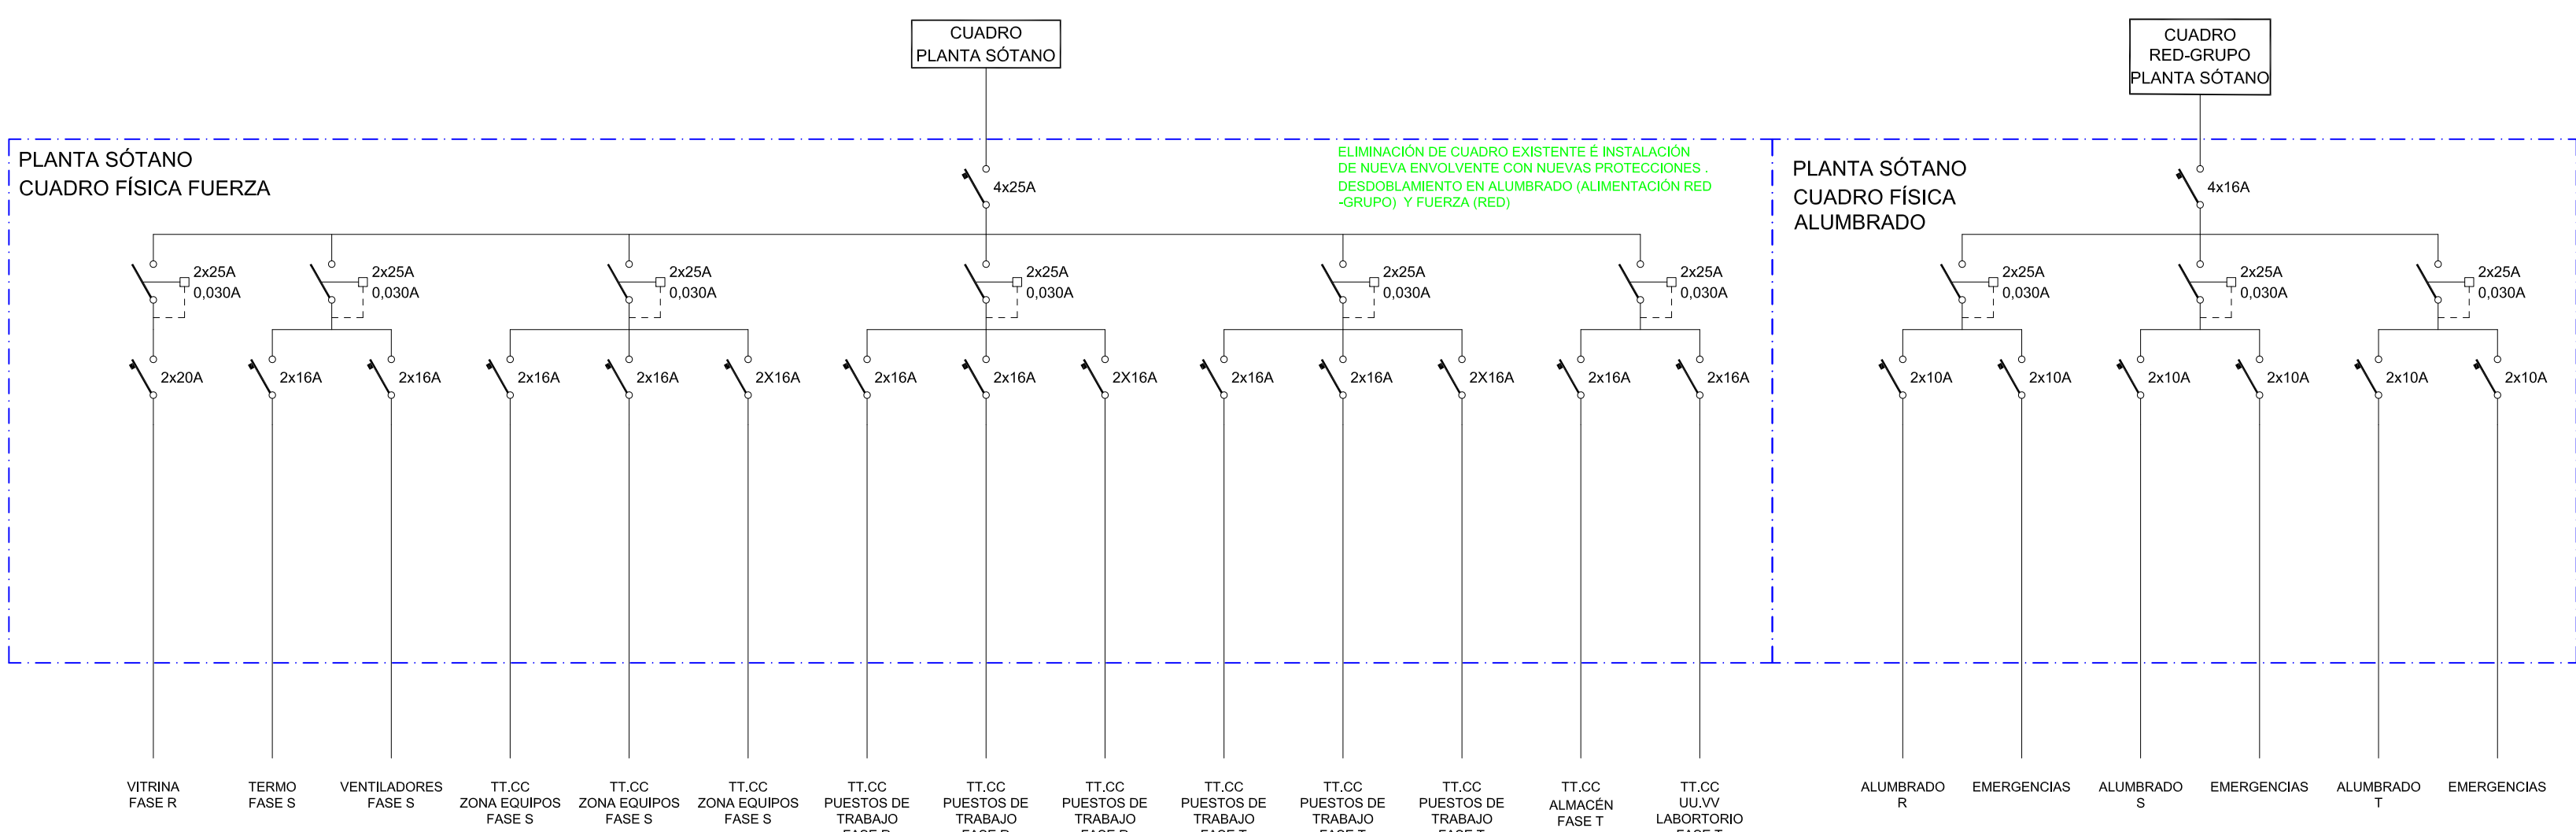 CUADRO
PLANTA SÓTANO
CUADRO
RED-GRUPO
PLANTA SÓTANO
PLANTA SÓTANO
CUADRO FÍSICA FUERZA
4x25A
ELIMINACIÓN DE CUADRO EXISTENTE É INSTALACIÓN
DE NUEVA ENVOLVENTE CON NUEVAS PROTECCIONES .
DESDOBLAMIENTO EN ALUMBRADO (ALIMENTACIÓN RED
-GRUPO) Y FUERZA (RED)
PLANTA SÓTANO
CUADRO FÍSICA
ALUMBRADO
4x16A
2x25A
0,030A
2x25A
0,030A
2x25A
0,030A
2x25A
0,030A
2x25A
0,030A
2x25A
0,030A
2x25A
0,030A
2x25A
0,030A
2x25A
0,030A
2x20A
2x16A
2x16A
2x16A
2x16A
2X16A
2x16A
2x16A
2X16A
2x16A
2x16A
2X16A
2x16A
2x16A
2x10A
2x10A
2x10A
2x10A
2x10A
2x10A
VITRINA
FASE R
TERMO
FASE S
VENTILADORES
FASE S
TT.CC
ZONA EQUIPOS
FASE S
TT.CC
ZONA EQUIPOS
FASE S
TT.CC
ZONA EQUIPOS
FASE S
TT.CC
PUESTOS DE
TRABAJO
FASE R
TT.CC
PUESTOS DE
TRABAJO
FASE R
TT.CC
PUESTOS DE
TRABAJO
FASE R
TT.CC
PUESTOS DE
TRABAJO
FASE T
TT.CC
PUESTOS DE
TRABAJO
FASE T
TT.CC
PUESTOS DE
TRABAJO
FASE T
TT.CC
ALMACÉN
FASE T
TT.CC
UU.VV
LABORTORIO
FASE T
ALUMBRADO
R
EMERGENCIAS
ALUMBRADO
S
EMERGENCIAS
ALUMBRADO
T
EMERGENCIAS